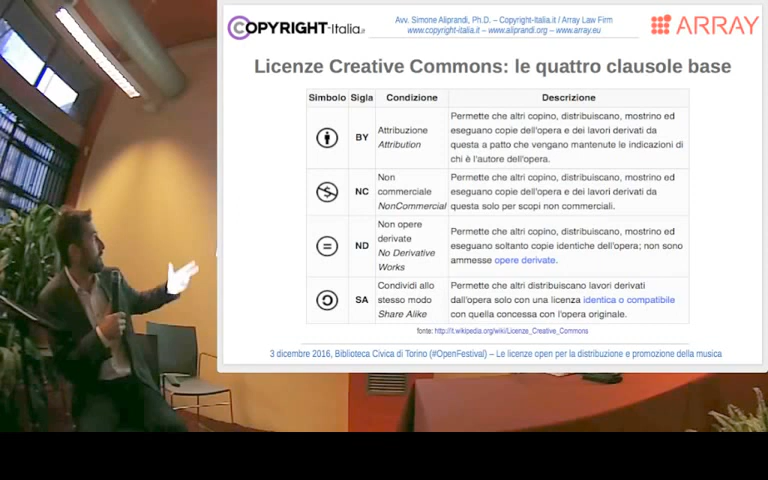 COPYRIGHT-Italia.it
Avv. Simone Aliprandi, Ph.D. – Copyright-Italia.it / Array Law Firm
www.copyright-italia.it – www.aliprandi.org – www.array.eu
ARRAY
Licenze Creative Commons: le quattro clausole base
Simbolo Sigla Condizione Descrizione
BY
Attribuzione
Attribution
Permette che altri copino, distribuiscano, mostrino ed
eseguano copie dell'opera e dei lavori derivati da
questa a patto che vengano mantenute le indicazioni di
chi è l'autore dell'opera.
NC
Non
commerciale
NonCommercial
Permette che altri copino, distribuiscano, mostrino ed
eseguano copie dell'opera e dei lavori derivati da
questa solo per scopi non commerciali.
ND
Non opere
derivate
No Derivative
Works
Permette che altri copino, distribuiscano, mostrino ed
eseguano soltanto copie identiche dell'opera; non sono
ammesse opere derivate.
SA
Condividi allo
stesso modo
Share Alike
Permette che altri distribuiscano lavori derivati
dall'opera solo con una licenza identica o compatibile
con quella concessa con l'opera originale.
fonte: http://it.wikipedia.org/wiki/Licenze_Creative_Commons
3 dicembre 2016, Biblioteca Civica di Torino (#OpenFestival) – Le licenze open per la distribuzione e promozione della musica